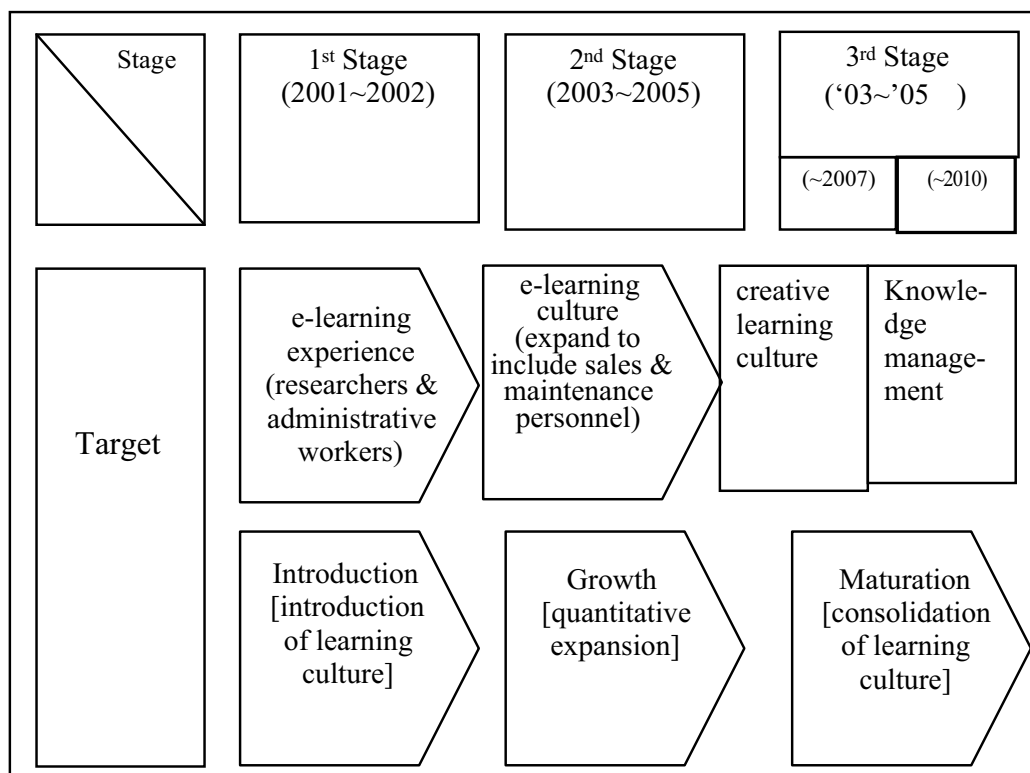 Stage
1st Stage
(2001~2002)
2nd Stage
(2003~2005)
3rd Stage
(‘03~’05 )
(~2007)
(~2010)
Target
e-learning
experience
(researchers &
administrative
workers)
e-learning
culture
(expand to
include sales &
maintenance
personnel)
creative
learning
culture
Knowle-
dge
manage-
ment
Introduction
[introduction
of learning
culture]
Growth
[quantitative
expansion]
Maturation
[consolidation
of learning
culture]